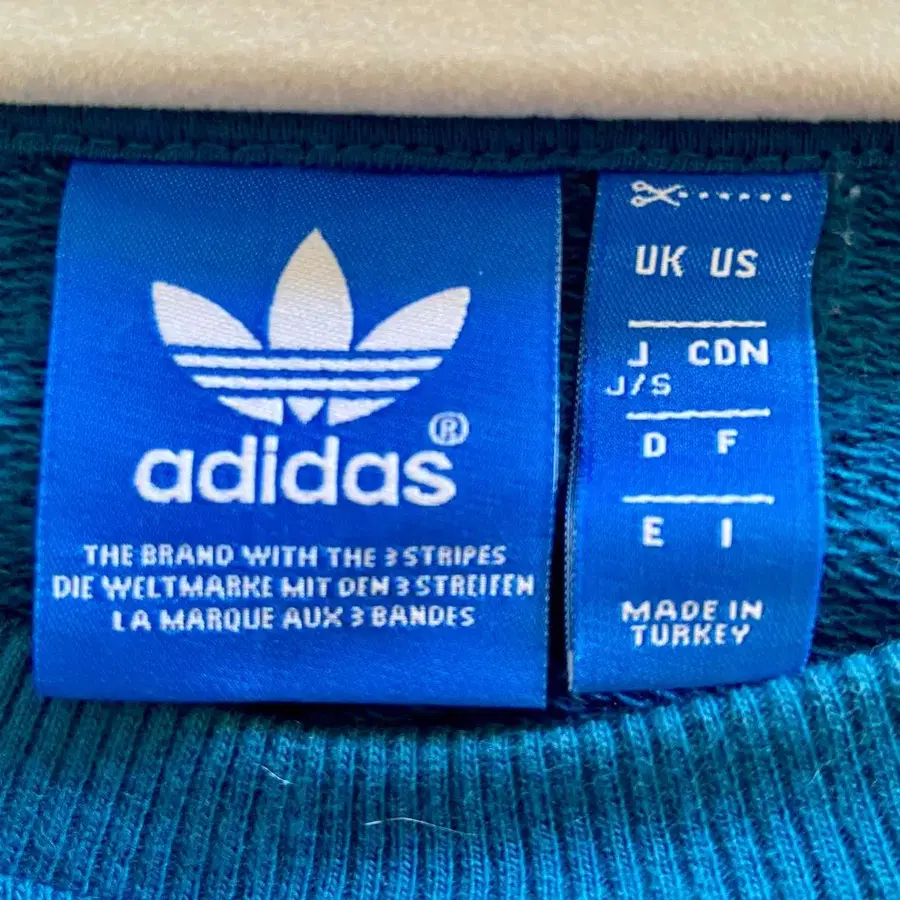 adidas®
THE BRAND WITH THE 3 STRIPES
DIE WELTMARKE MIT DEN 3 STREIFEN
LA MARQUE AUX 3 BANDES
UK US
J CDN
J/S
D F
E I
MADE IN
TURKEY